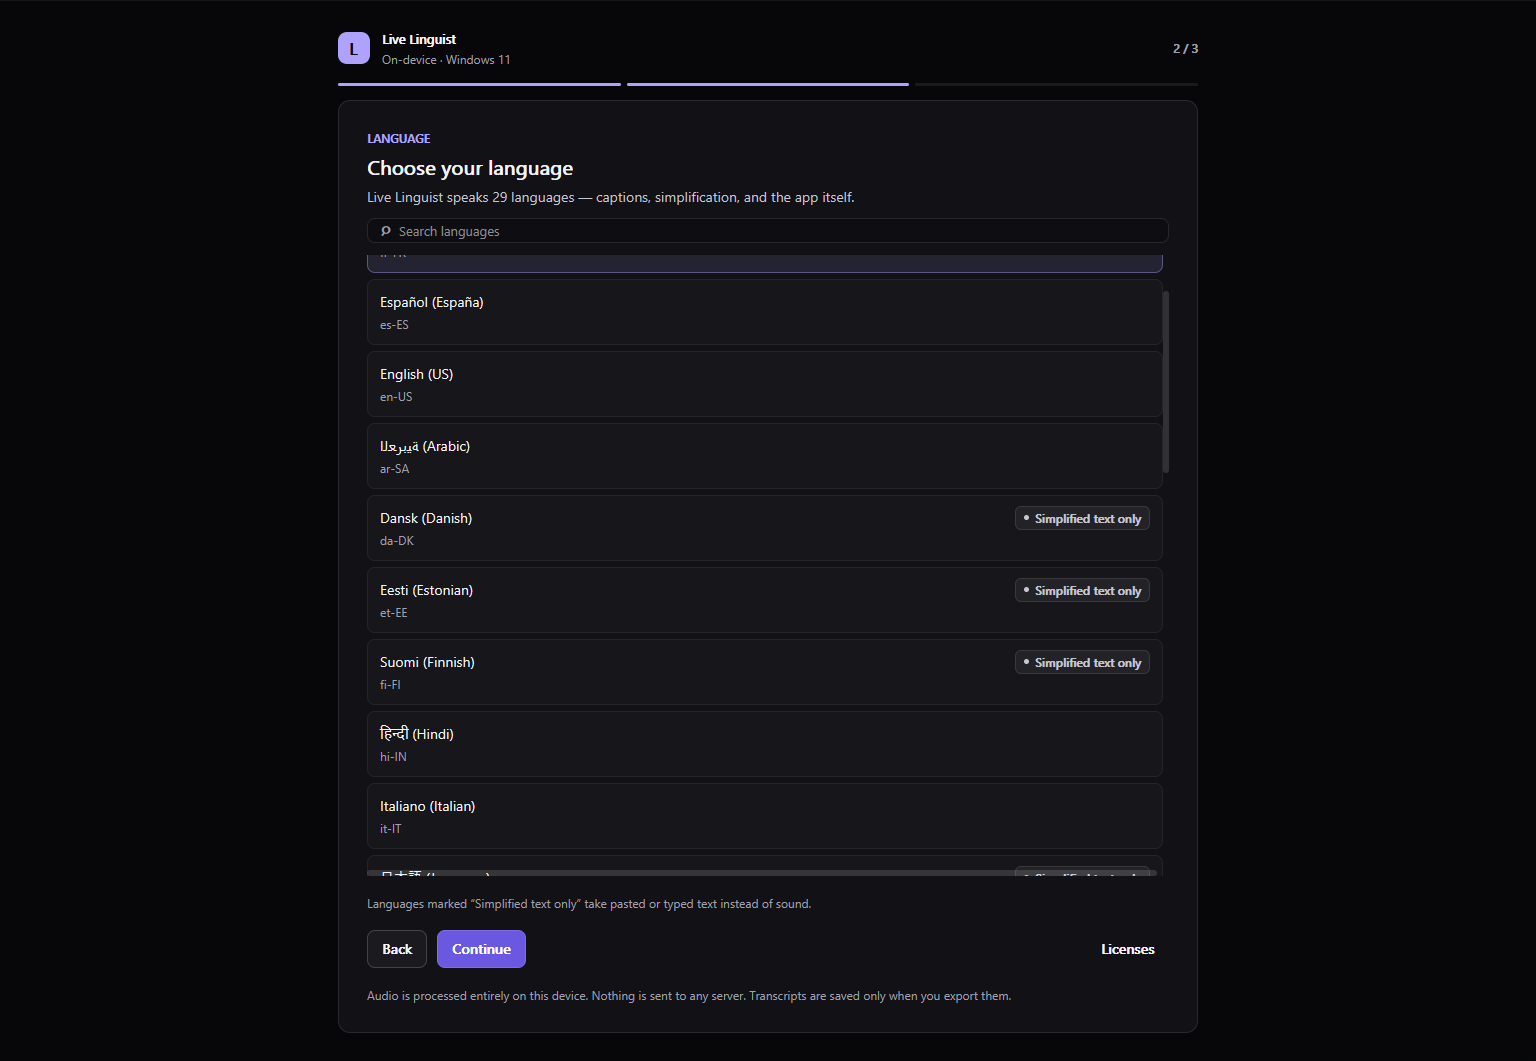 L
Live Linguist
On-device · Windows 11
2 / 3
LANGUAGE
Choose your language
Live Linguist speaks 29 languages — captions, simplification, and the app itself.
Search languages
Español (España)
es-ES
English (US)
en-US
ةيبرعلا (Arabic)
ar-SA
Dansk (Danish)
• Simplified text only
da-DK
Eesti (Estonian)
• Simplified text only
et-EE
Suomi (Finnish)
• Simplified text only
fi-FI
हिन्दी (Hindi)
hi-IN
Italiano (Italian)
it-IT
Languages marked “Simplified text only” take pasted or typed text instead of sound.
Back
Continue
Licenses
Audio is processed entirely on this device. Nothing is sent to any server. Transcripts are saved only when you export them.